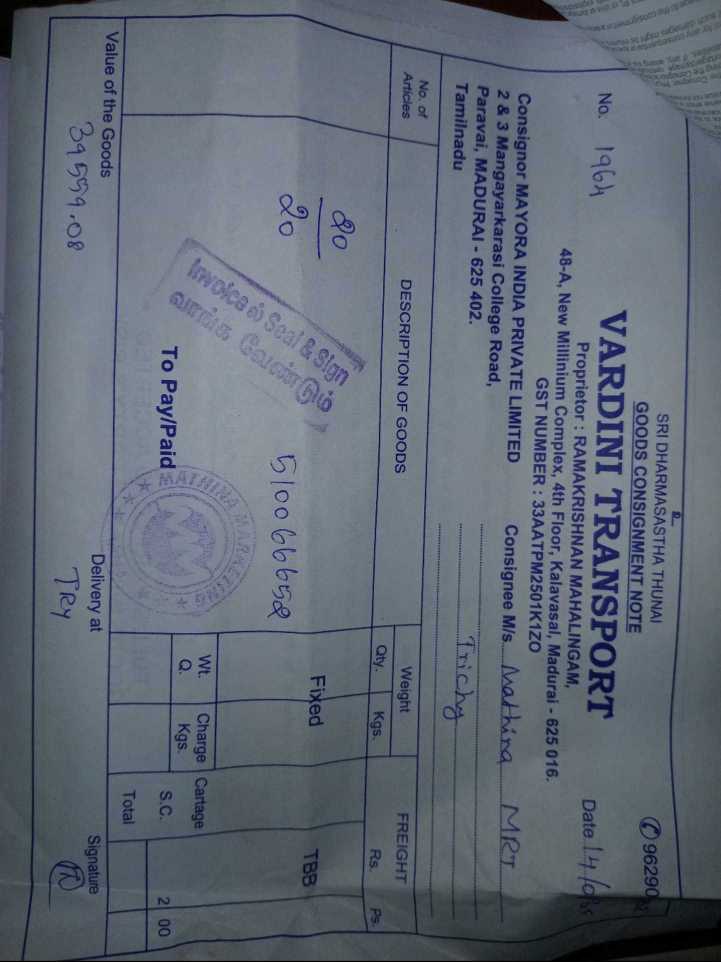 SRI DHARMASASTHA THUNAI
GOODS CONSIGNMENT NOTE
✆ 96290
VARDINI TRANSPORT
No. 1964
Date 14/08
Proprietor : RAMAKRISHNAN MAHALINGAM,
48-A, New Millinium Complex, 4th Floor, Kalavasal, Madurai - 625 016.
GST NUMBER : 33AATPM2501K1ZO
Consignor MAYORA INDIA PRIVATE LIMITED
2 & 3 Mangayarkarasi College Road,
Paravai, MADURAI - 625 402.
Tamilnadu
Consignee M/s. Mathina MRT
Trichy
No. of Articles
DESCRIPTION OF GOODS
Weight
Qty. Kgs.
FREIGHT
Rs. Ps.
20
20
Invoice ல் Seal & Sign
வாங்க வேண்டும்
5100666652
Fixed
TBB
To Pay/Paid
MATHINA MARKETING
Wt. Q.
Charge Kgs.
Cartage
S.C. 2 00
Total
Value of the Goods
39599.08
Delivery at
TRY
Signature